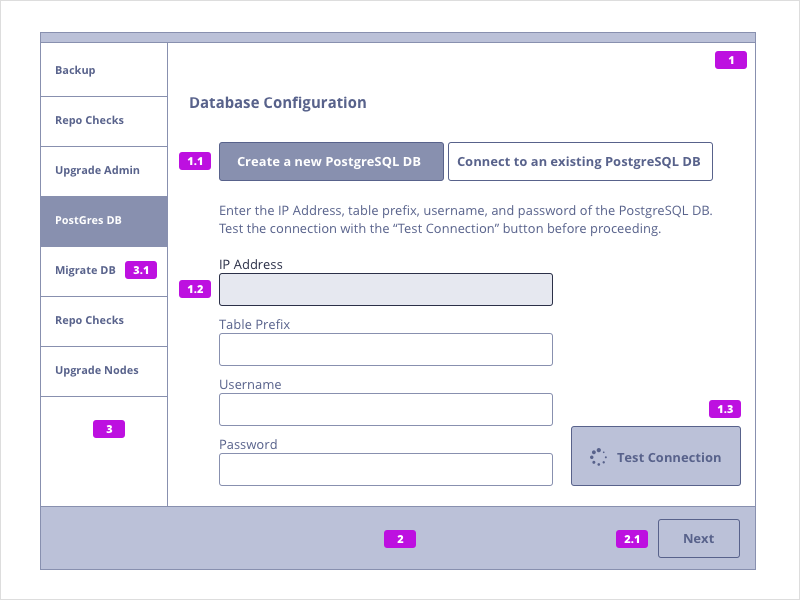 Backup
Repo Checks
Upgrade Admin
PostGres DB
Migrate DB 3.1
Repo Checks
Upgrade Nodes
3
1
Database Configuration
1.1 Create a new PostgreSQL DB Connect to an existing PostgreSQL DB
Enter the IP Address, table prefix, username, and password of the PostgreSQL DB.
Test the connection with the “Test Connection” button before proceeding.
IP Address
1.2
Table Prefix
Username
Password
1.3
Test Connection
2
2.1 Next